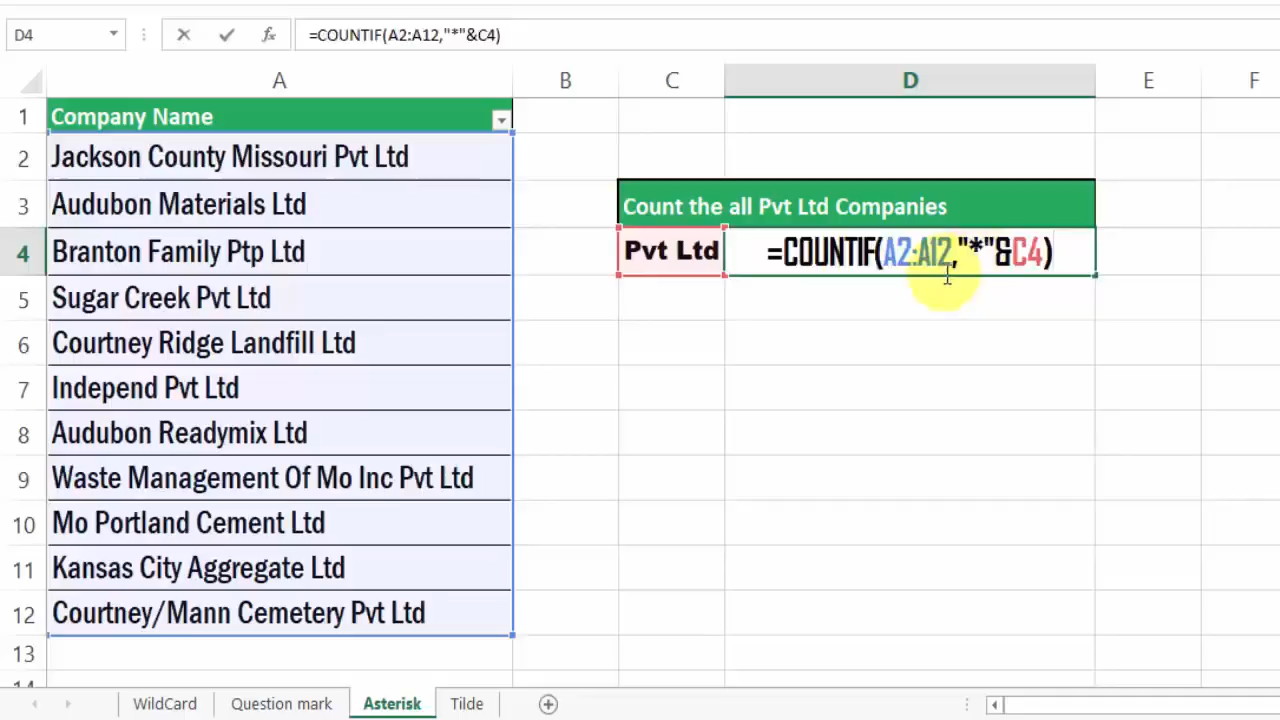 D4 fx =COUNTIF(A2:A12,"*"&C4)
A B C D E F
1 Company Name
2 Jackson County Missouri Pvt Ltd
3 Audubon Materials Ltd Count the all Pvt Ltd Companies
4 Branton Family Ptp Ltd Pvt Ltd =COUNTIF(A2:A12,"*"&C4)
5 Sugar Creek Pvt Ltd
6 Courtney Ridge Landfill Ltd
7 Independ Pvt Ltd
8 Audubon Readymix Ltd
9 Waste Management Of Mo Inc Pvt Ltd
10 Mo Portland Cement Ltd
11 Kansas City Aggregate Ltd
12 Courtney/Mann Cemetery Pvt Ltd
13
14
WildCard Question mark Asterisk Tilde